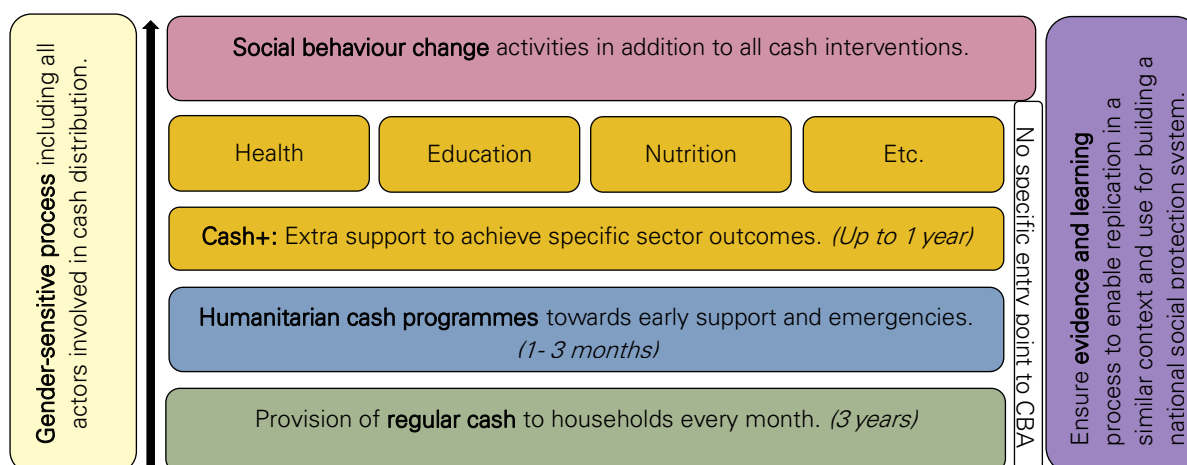 Gender-sensitive process including all
actors involved in cash distribution.
Social behaviour change activities in addition to all cash interventions.
Health
Education
Nutrition
Etc.
Cash+: Extra support to achieve specific sector outcomes. (Up to 1 year)
Humanitarian cash programmes towards early support and emergencies.
(1- 3 months)
Provision of regular cash to households every month. (3 years)
No specific entry point to CBA
Ensure evidence and learning
process to enable replication in a
similar context and use for building a
national social protection system.